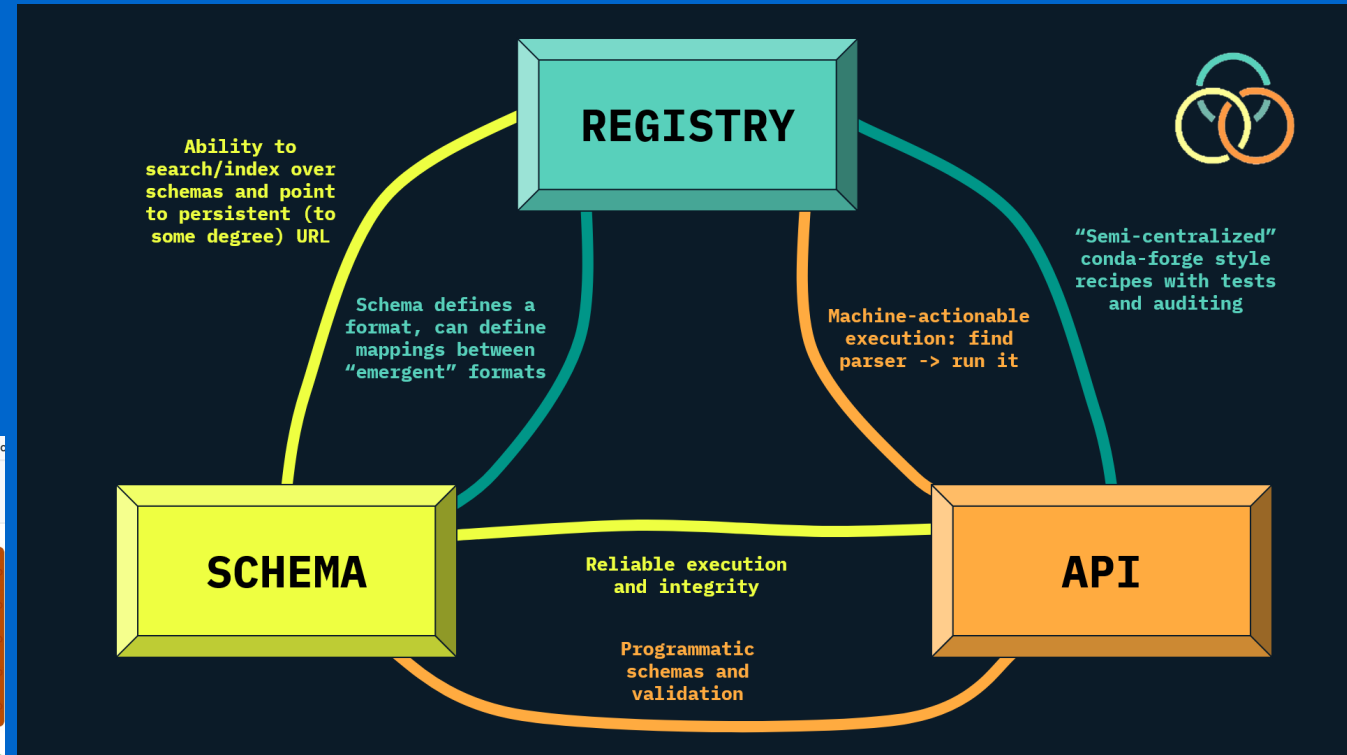 REGISTRY
Ability to
search/index over
schemas and point
to persistent (to
some degree) URL
“Semi-centralized”
conda-forge style
recipes with tests
and auditing
Schema defines a
format, can define
mappings between
“emergent” formats
Machine-actionable
execution: find
parser -> run it
SCHEMA
API
Reliable execution
and integrity
Programmatic
schemas and
validation